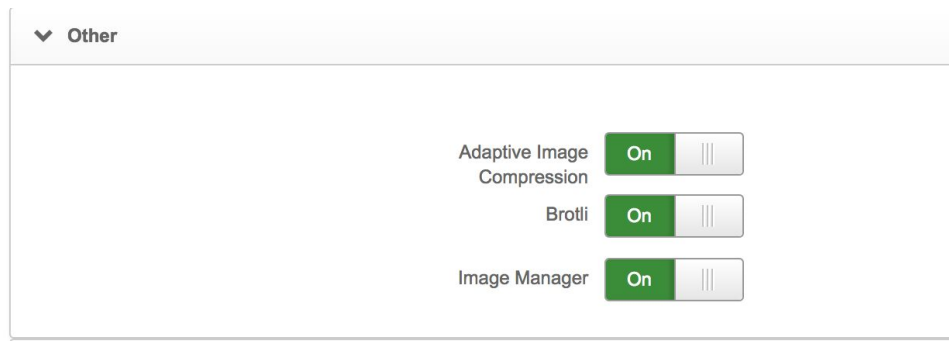 Other
Adaptive Image
Compression
On
Brotli
On
Image Manager
On